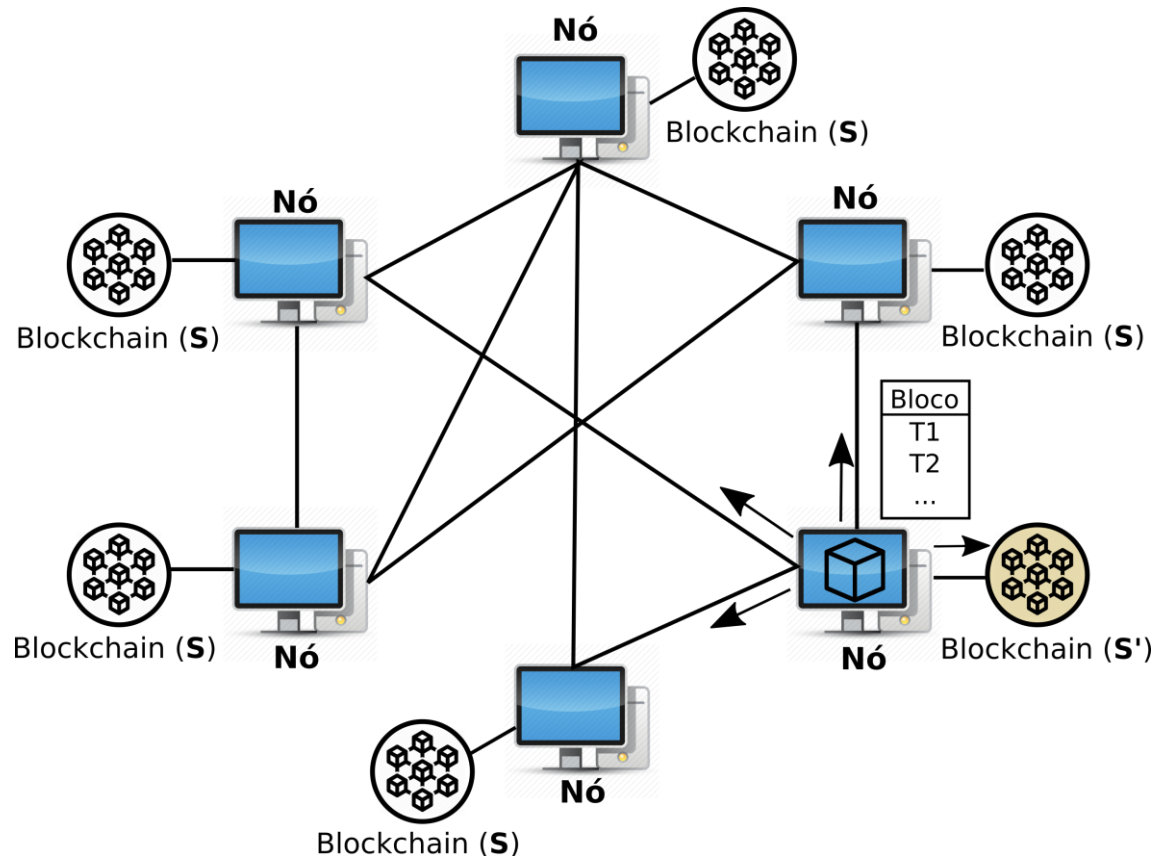 Nó
Blockchain (S)
Nó
Blockchain (S)
Nó
Blockchain (S)
Bloco
T1
T2
...
Nó
Blockchain (S)
Nó
Blockchain (S')
Nó
Blockchain (S)